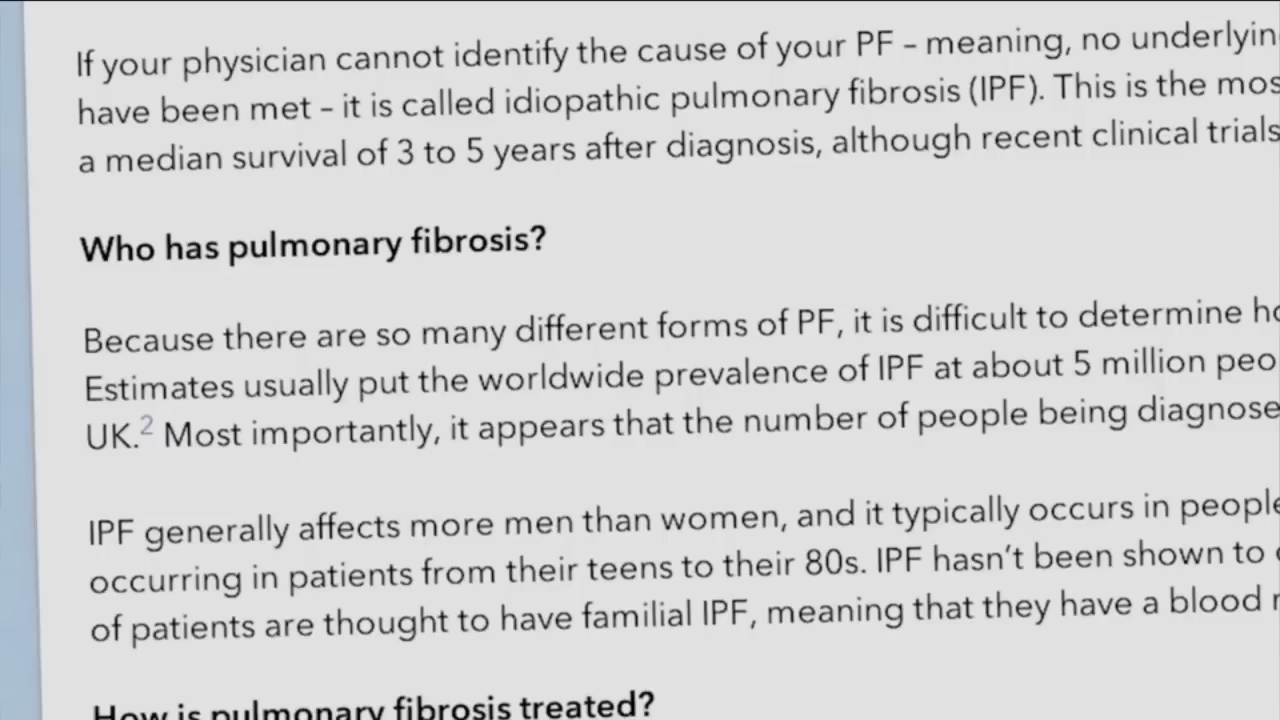 If your physician cannot identify the cause of your PF – meaning, no
have been met – it is called idiopathic pulmonary fibrosis (IPF). This is the
a median survival of 3 to 5 years after diagnosis, although recent clinical trials
Who has pulmonary fibrosis?
Because there are so many different forms of PF, it is difficult to determine
Estimates usually put the worldwide prevalence of IPF at about 5 million
UK.2 Most importantly, it appears that the number of people being
IPF generally affects more men than women, and it typically occurs in
occurring in patients from their teens to their 80s. IPF hasn't been shown to
of patients are thought to have familial IPF, meaning that they have a blood
How is pulmonary fibrosis treated?